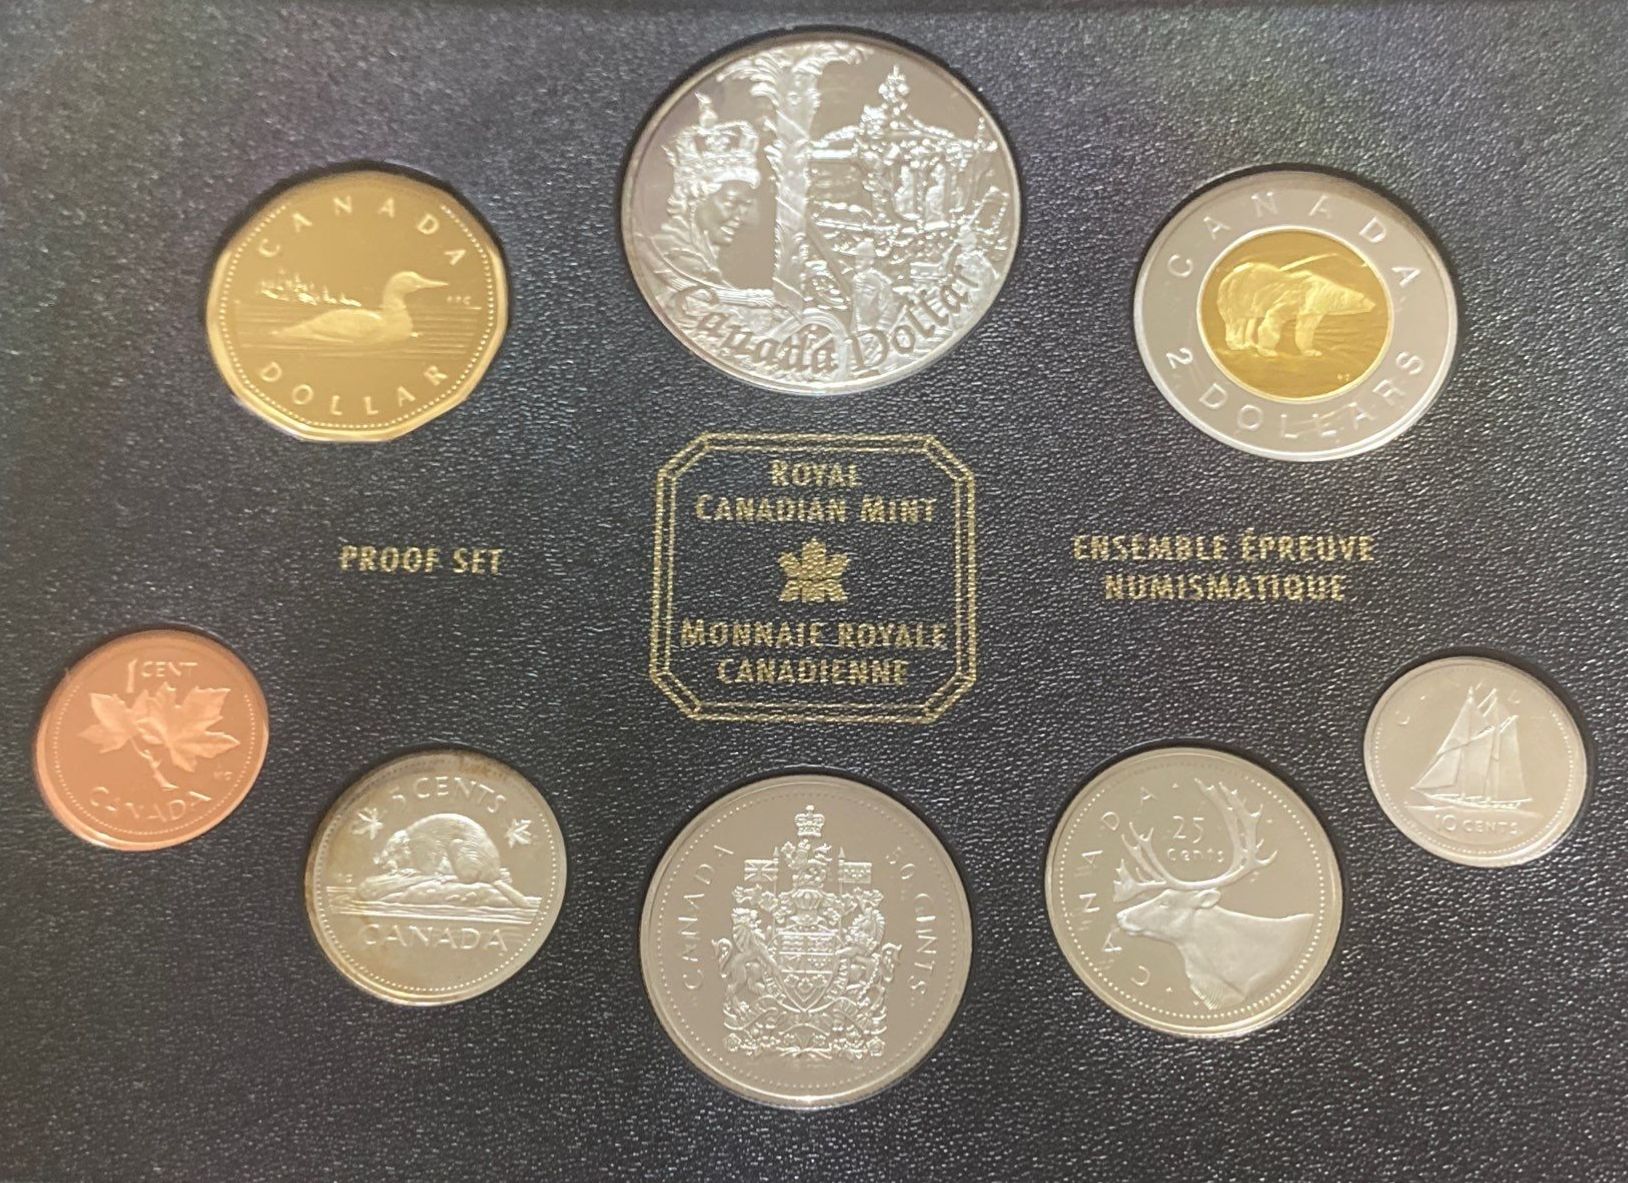 CANADA
DOLLAR
Canada Dollar
CANADA
2 DOLLARS
ROYAL
CANADIAN MINT
MONNAIE ROYALE
CANADIENNE
PROOF SET
ENSEMBLE ÉPREUVE
NUMISMATIQUE
1 CENT
CANADA
5 CENTS
CANADA
CANADA
50 CENTS
CANADA
25
cents
10 CENTS